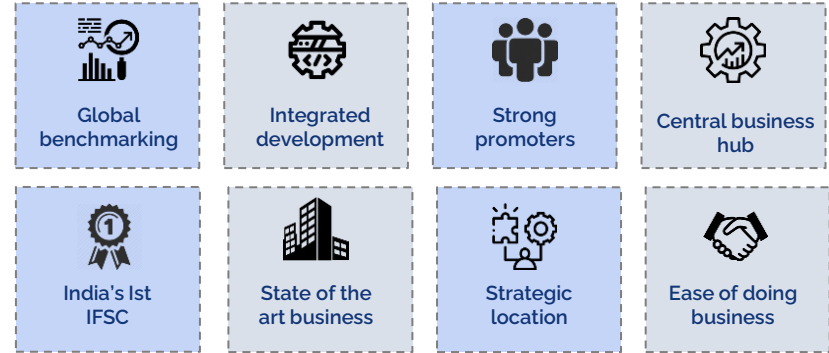 Global
benchmarking
Integrated
development
Strong
promoters
Central business
hub
1
India's Ist
IFSC
State of the
art business
Strategic
location
Ease of doing
business